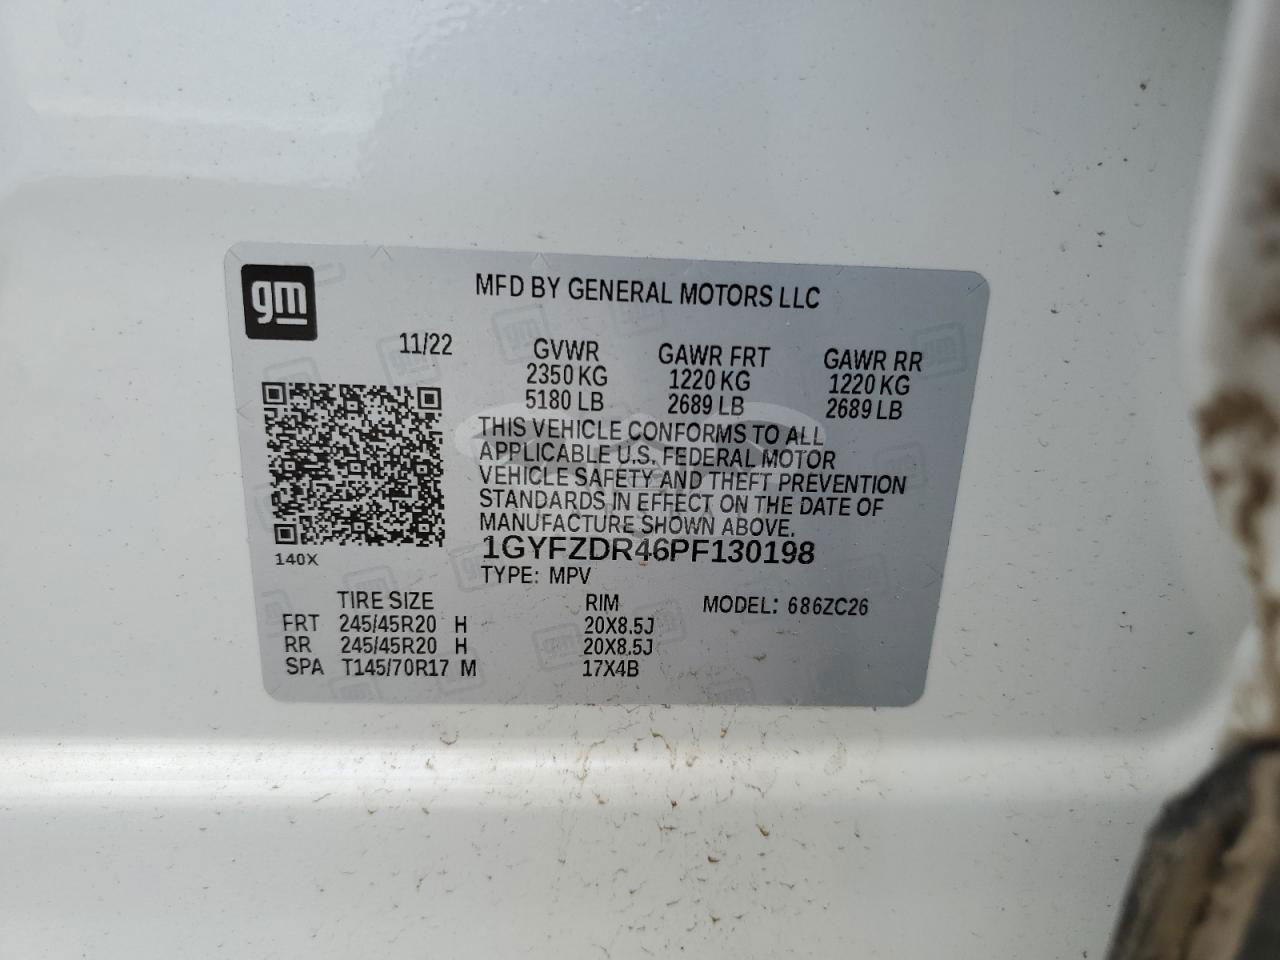 gm
MFD BY GENERAL MOTORS LLC
11/22
GVWR GAWR FRT GAWR RR
2350 KG 1220 KG 1220 KG
5180 LB 2689 LB 2689 LB
THIS VEHICLE CONFORMS TO ALL
APPLICABLE U.S. FEDERAL MOTOR
VEHICLE SAFETY AND THEFT PREVENTION
STANDARDS IN EFFECT ON THE DATE OF
MANUFACTURE SHOWN ABOVE.
140X
1GYFZDR46PF130198
TYPE: MPV
TIRE SIZE RIM MODEL: 686ZC26
FRT 245/45R20 H 20X8.5J
RR 245/45R20 H 20X8.5J
SPA T145/70R17 M 17X4B